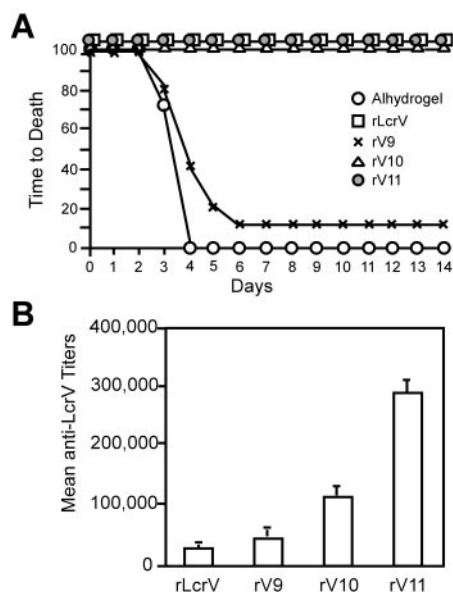 A
Time to Death
100
80
60
40
20
0
Alhydrogel
rLcrV
rV9
rV10
rV11
0 1 2 3 4 5 6 7 8 9 10 11 12 13 14
Days
B
Mean anti-LcrV Titers
400,000
300,000
200,000
100,000
0
rLcrV rV9 rV10 rV11